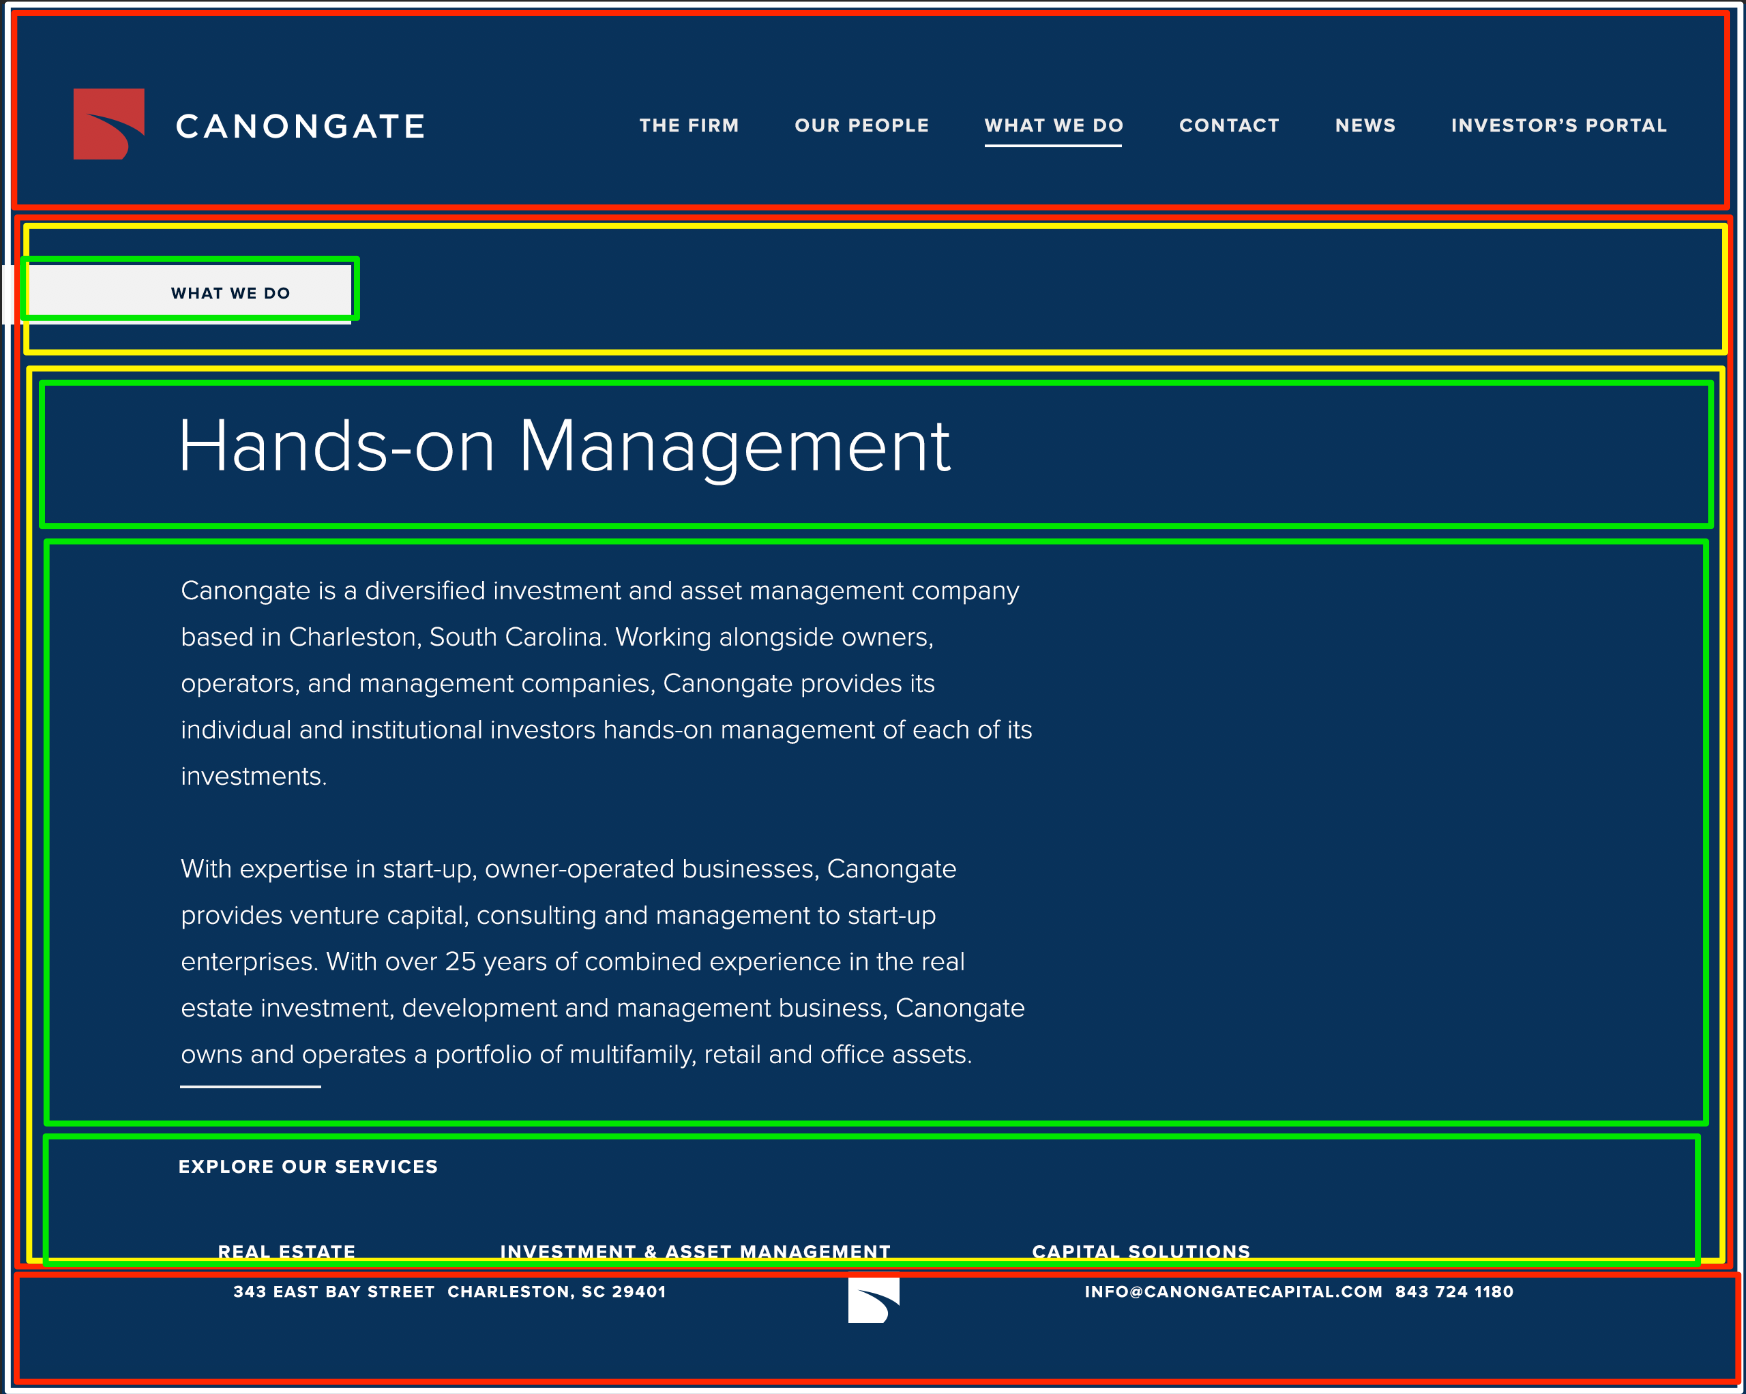 CANONGATE
THE FIRM OUR PEOPLE WHAT WE DO CONTACT NEWS INVESTOR'S PORTAL
WHAT WE DO
Hands-on Management
Canongate is a diversified investment and asset management company
based in Charleston, South Carolina. Working alongside owners,
operators, and management companies, Canongate provides its
individual and institutional investors hands-on management of each of its
investments.
With expertise in start-up, owner-operated businesses, Canongate
provides venture capital, consulting and management to start-up
enterprises. With over 25 years of combined experience in the real
estate investment, development and management business, Canongate
owns and operates a portfolio of multifamily, retail and office assets.
EXPLORE OUR SERVICES
REAL ESTATE INVESTMENT & ASSET MANAGEMENT CAPITAL SOLUTIONS
343 EAST BAY STREET CHARLESTON, SC 29401 INFO@CANONGATECAPITAL.COM 843 724 1180